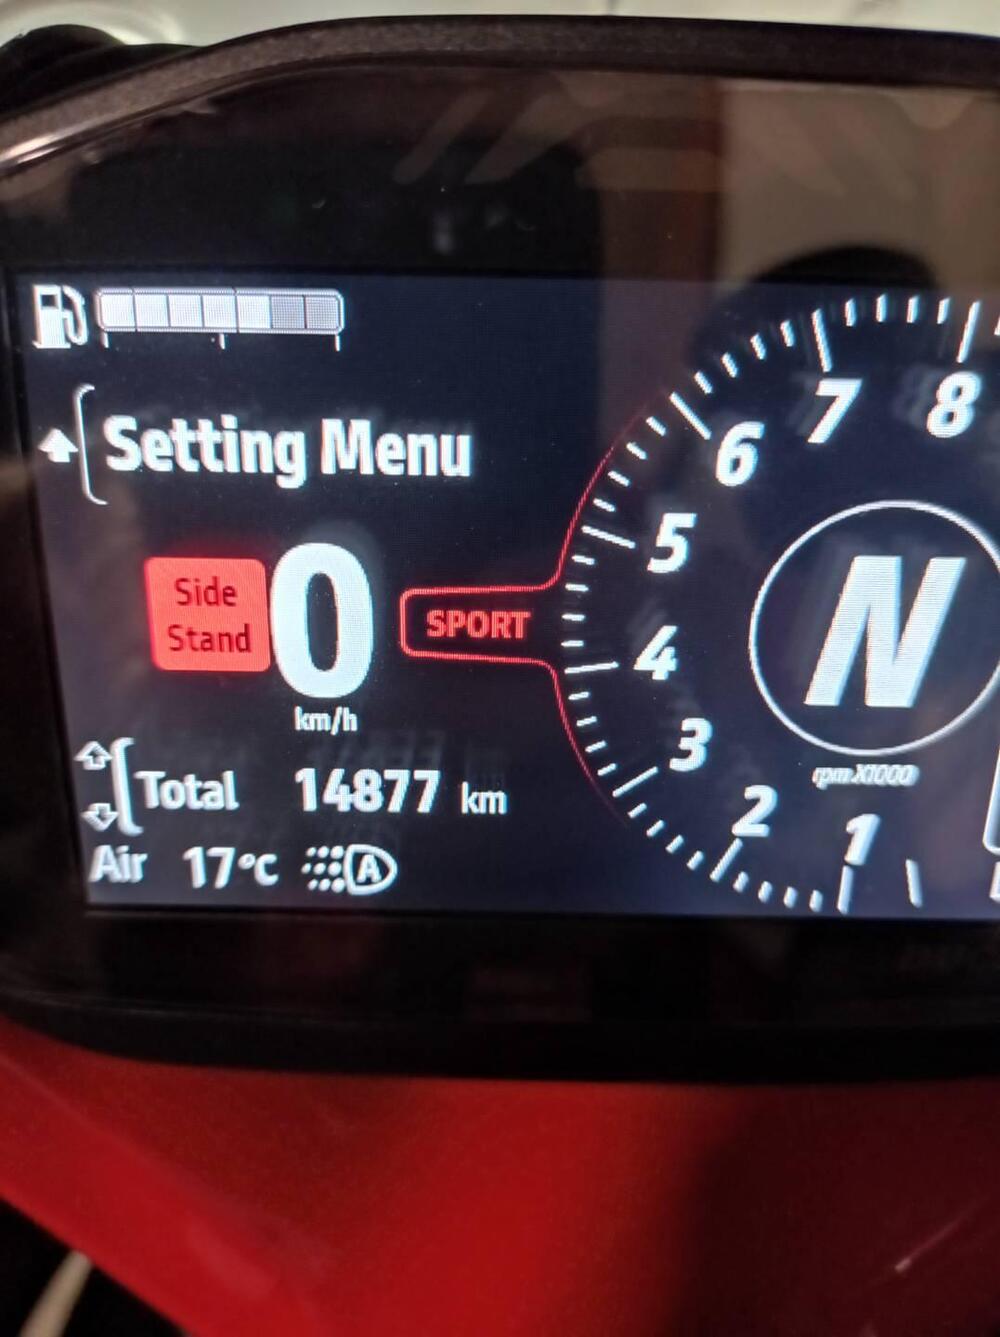 Setting Menu
Side
Stand
0
km/h
SPORT
Total 14877 km
Air 17°C A
8
7
6
5
4
3
2
1
N
rpm X1000